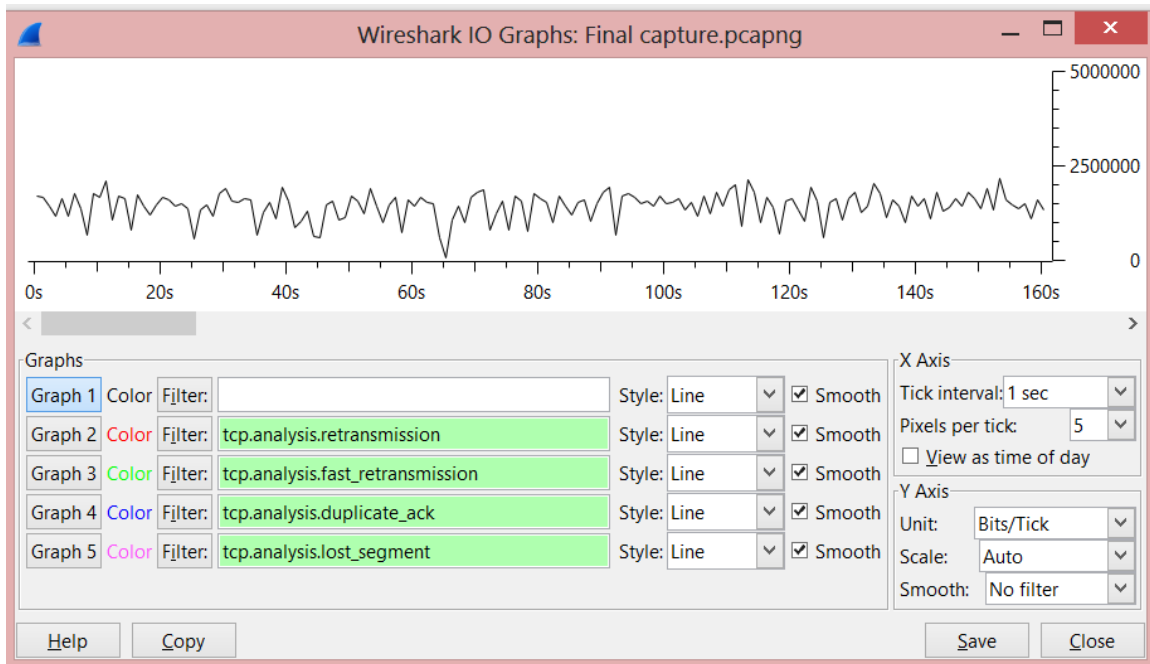 Wireshark IO Graphs: Final capture.pcapng
5000000
2500000
0
0s 20s 40s 60s 80s 100s 120s 140s 160s
Graphs
Graph 1 Color Filter: Style: Line Smooth
Graph 2 Color Filter: tcp.analysis.retransmission Style: Line Smooth
Graph 3 Color Filter: tcp.analysis.fast_retransmission Style: Line Smooth
Graph 4 Color Filter: tcp.analysis.duplicate_ack Style: Line Smooth
Graph 5 Color Filter: tcp.analysis.lost_segment Style: Line Smooth
X Axis
Tick interval: 1 sec
Pixels per tick: 5
View as time of day
Y Axis
Unit: Bits/Tick
Scale: Auto
Smooth: No filter
Help Copy Save Close